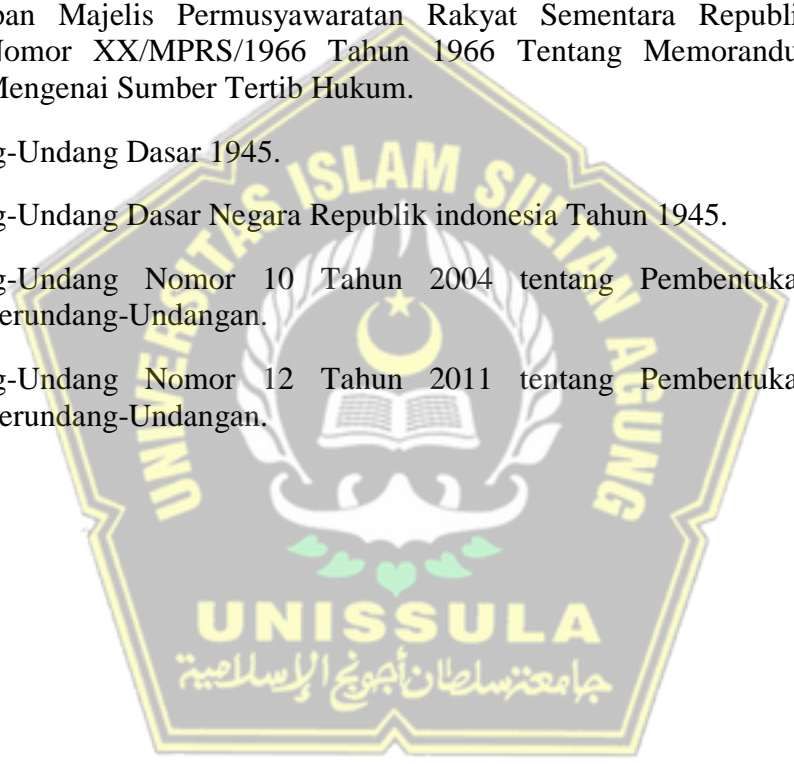 pan Majelis Permusyawaratan Rakyat Sementara Republi
Nomor XX/MPRS/1966 Tahun 1966 Tentang Memorandu
Mengenai Sumber Tertib Hukum.
g-Undang Dasar 1945.
g-Undang Dasar Negara Republik indonesia Tahun 1945.
g-Undang Nomor 10 Tahun 2004 tentang Pembentuka
erundang-Undangan.
g-Undang Nomor 12 Tahun 2011 tentang Pembentuka
erundang-Undangan.
UNIVERSITAS ISLAM SULTAN AGUNG
UNISSULA
جامعة سلطان أجونج الإسلامية